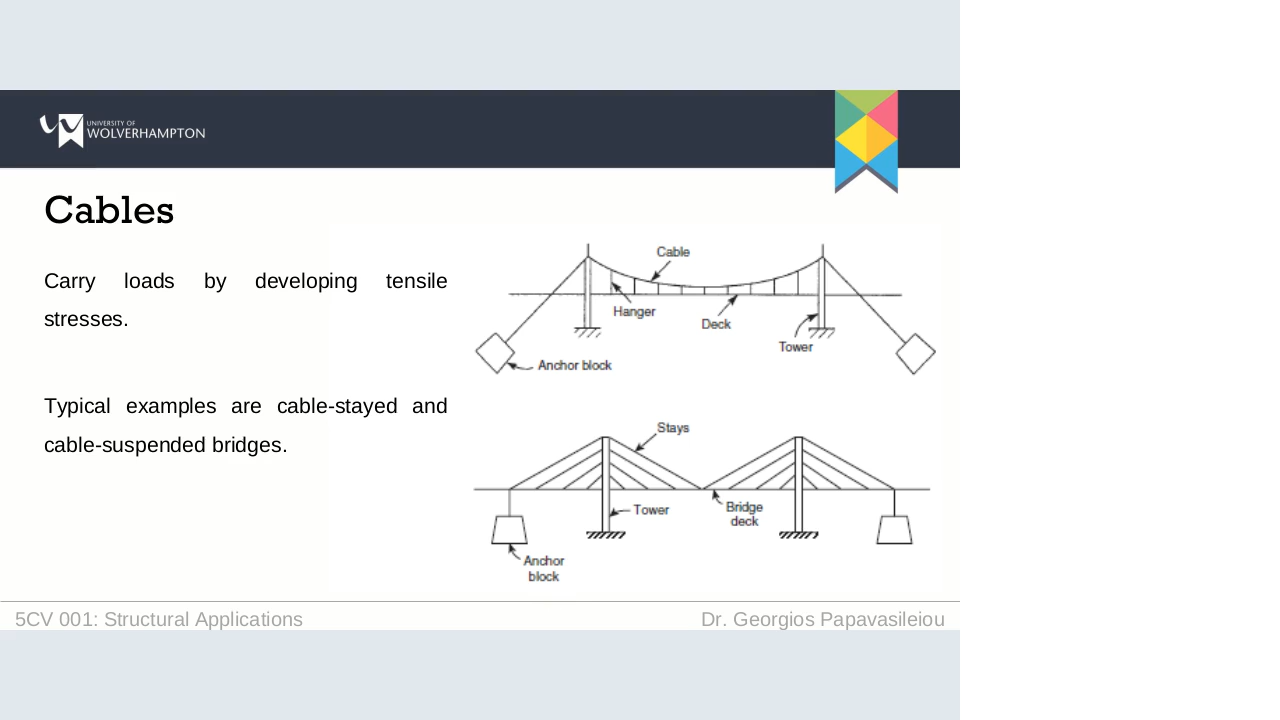 UNIVERSITY OF
WOLVERHAMPTON
Cables
Carry loads by developing tensile
stresses.
Typical examples are cable-stayed and
cable-suspended bridges.
Cable
Hanger
Deck
Tower
Anchor block
Stays
Tower
Bridge
deck
Anchor
block
5CV 001: Structural Applications
Dr. Georgios Papavasileiou